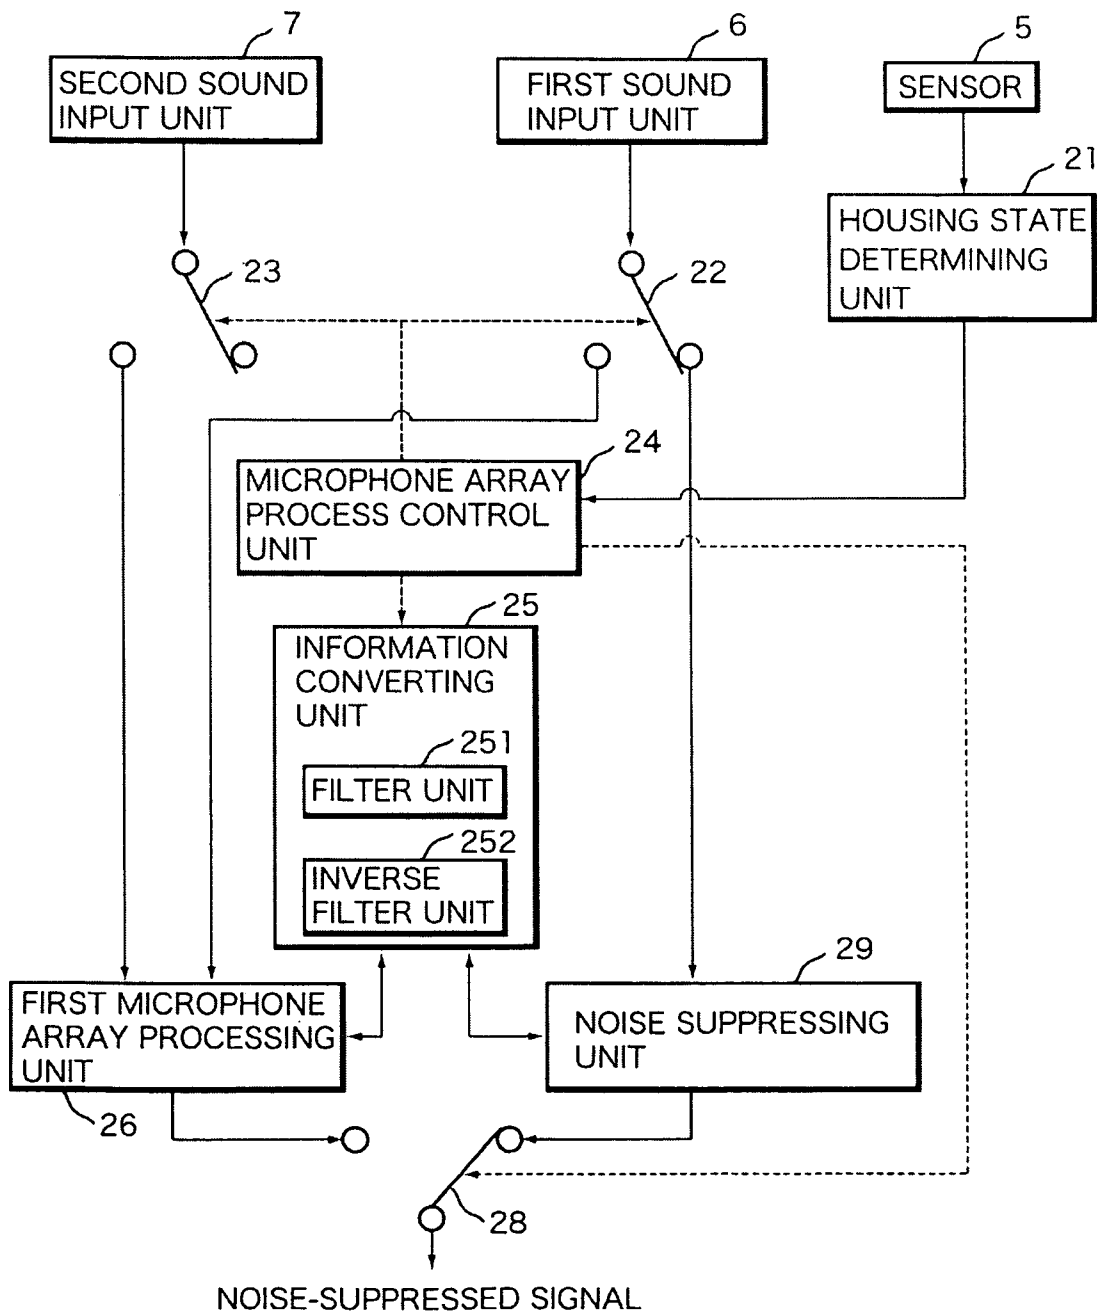 7
6
5
SECOND SOUND
INPUT UNIT
FIRST SOUND
INPUT UNIT
SENSOR
21
HOUSING STATE
DETERMINING
UNIT
23
22
24
MICROPHONE ARRAY
PROCESS CONTROL
UNIT
25
INFORMATION
CONVERTING
UNIT
251
FILTER UNIT
252
INVERSE
FILTER UNIT
29
FIRST MICROPHONE
ARRAY PROCESSING
UNIT
NOISE SUPPRESSING
UNIT
26
28
NOISE-SUPPRESSED SIGNAL